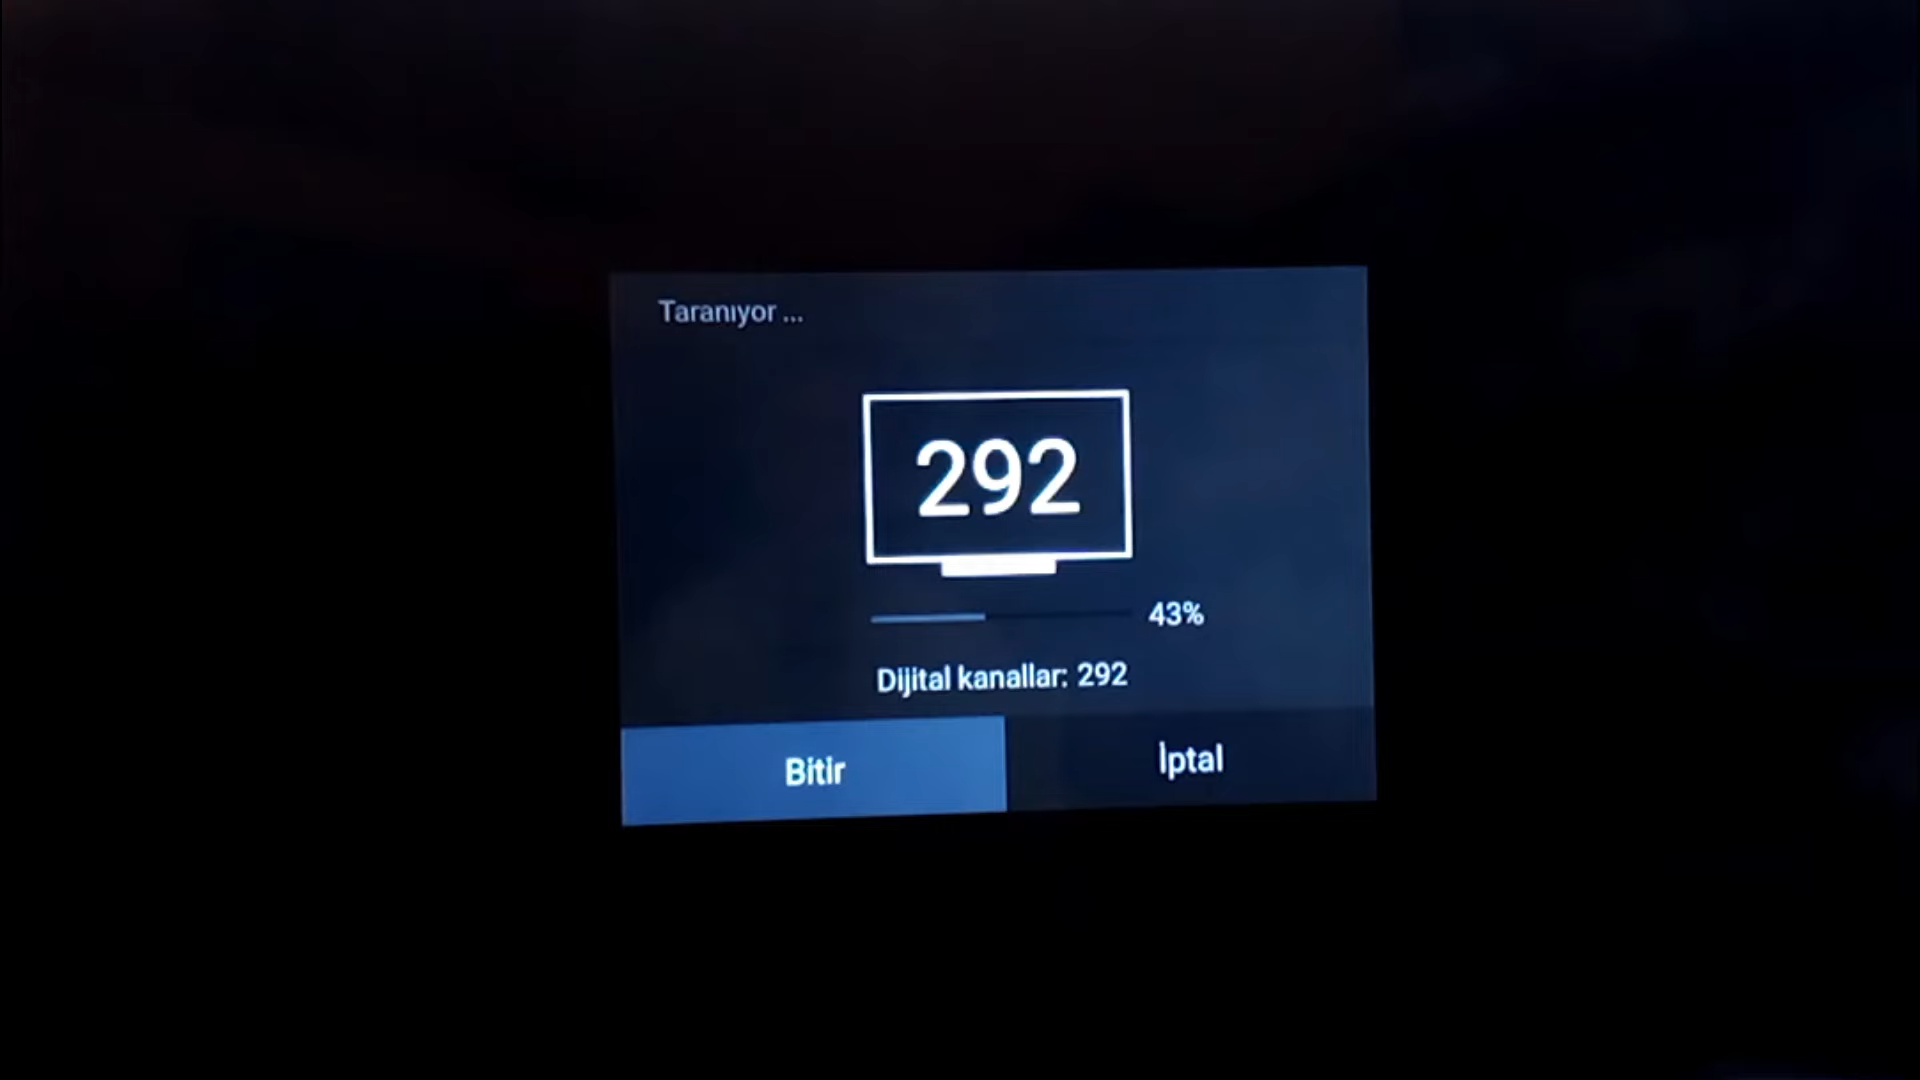 Taranıyor ...
292
43%
Dijital kanallar: 292
Bitir
İptal